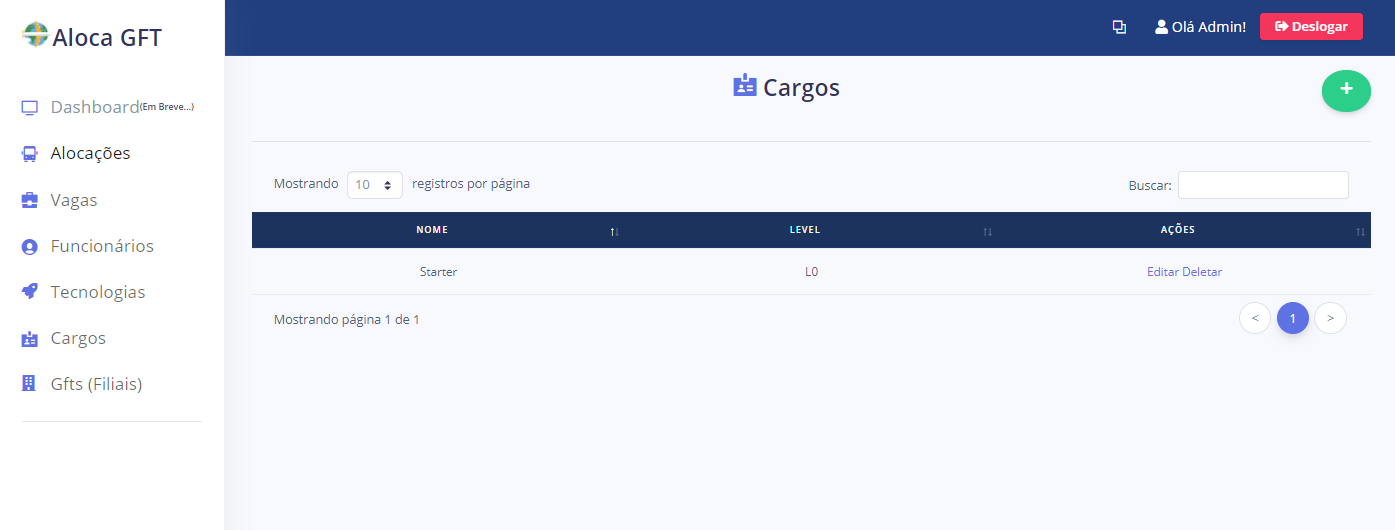 Aloca GFT
Olá Admin!
Deslogar
Dashboard(Em Breve...)
Alocações
Vagas
Funcionários
Tecnologias
Cargos
Gfts (Filiais)
Cargos
+
Mostrando 10 registros por página
Buscar:
NOME LEVEL AÇÕES
Starter L0 Editar Deletar
Mostrando página 1 de 1
< 1 >